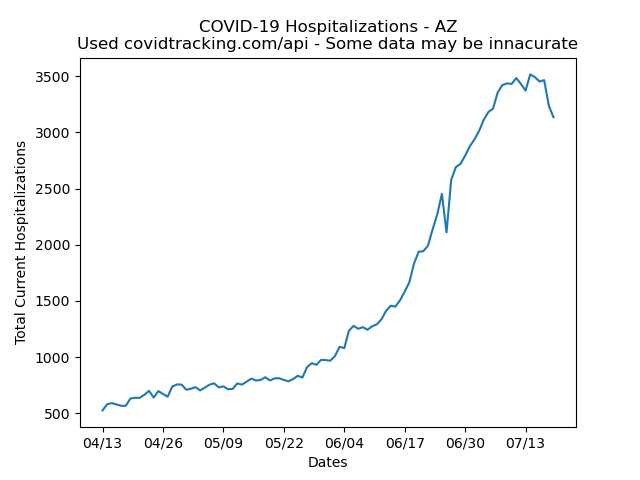 COVID-19 Hospitalizations - AZ
Used covidtracking.com/api - Some data may be innacurate
Total Current Hospitalizations
3500
3000
2500
2000
1500
1000
500
04/13 04/26 05/09 05/22 06/04 06/17 06/30 07/13
Dates